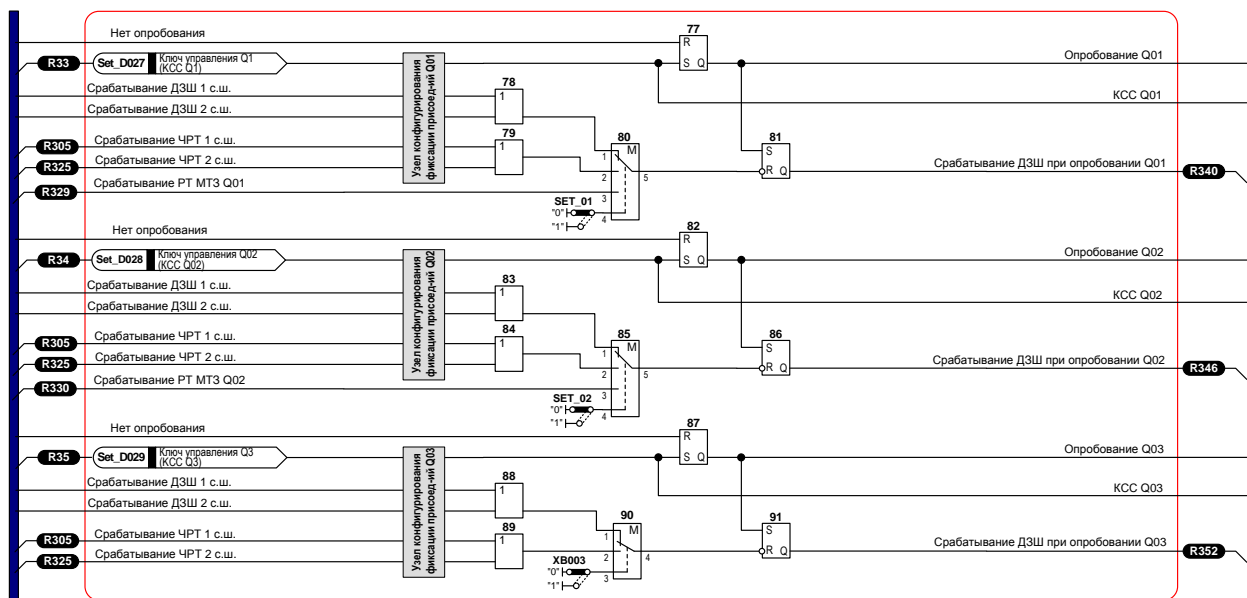 Нет опробования
77
R
S Q
R33
Set_D027
Ключ управления Q1
(КСС Q1)
Опробование Q01
КСС Q01
Узел конфигурирования
фиксации присоед-ий Q01
Срабатывание ДЗШ 1 с.ш.
Срабатывание ДЗШ 2 с.ш.
78
1
R305
Срабатывание ЧРТ 1 с.ш.
R325
Срабатывание ЧРТ 2 с.ш.
79
1
R329
Срабатывание РТ МТЗ Q01
80
M
1
2
3
4
5
SET_01
"0"
"1"
81
S
R Q
Срабатывание ДЗШ при опробовании Q01
R340
Нет опробования
82
R
S Q
R34
Set_D028
Ключ управления Q02
(КСС Q02)
Опробование Q02
КСС Q02
Узел конфигурирования
фиксации присоед-ий Q02
Срабатывание ДЗШ 1 с.ш.
Срабатывание ДЗШ 2 с.ш.
83
1
R305
Срабатывание ЧРТ 1 с.ш.
R325
Срабатывание ЧРТ 2 с.ш.
84
1
R330
Срабатывание РТ МТЗ Q02
85
M
1
2
3
4
5
SET_02
"0"
"1"
86
S
R Q
Срабатывание ДЗШ при опробовании Q02
R346
Нет опробования
87
R
S Q
R35
Set_D029
Ключ управления Q3
(КСС Q3)
Опробование Q03
КСС Q03
Узел конфигурирования
фиксации присоед-ий Q03
Срабатывание ДЗШ 1 с.ш.
Срабатывание ДЗШ 2 с.ш.
88
1
R305
Срабатывание ЧРТ 1 с.ш.
R325
Срабатывание ЧРТ 2 с.ш.
89
1
90
M
1
2
3
4
XB003
"0"
"1"
91
S
R Q
Срабатывание ДЗШ при опробовании Q03
R352